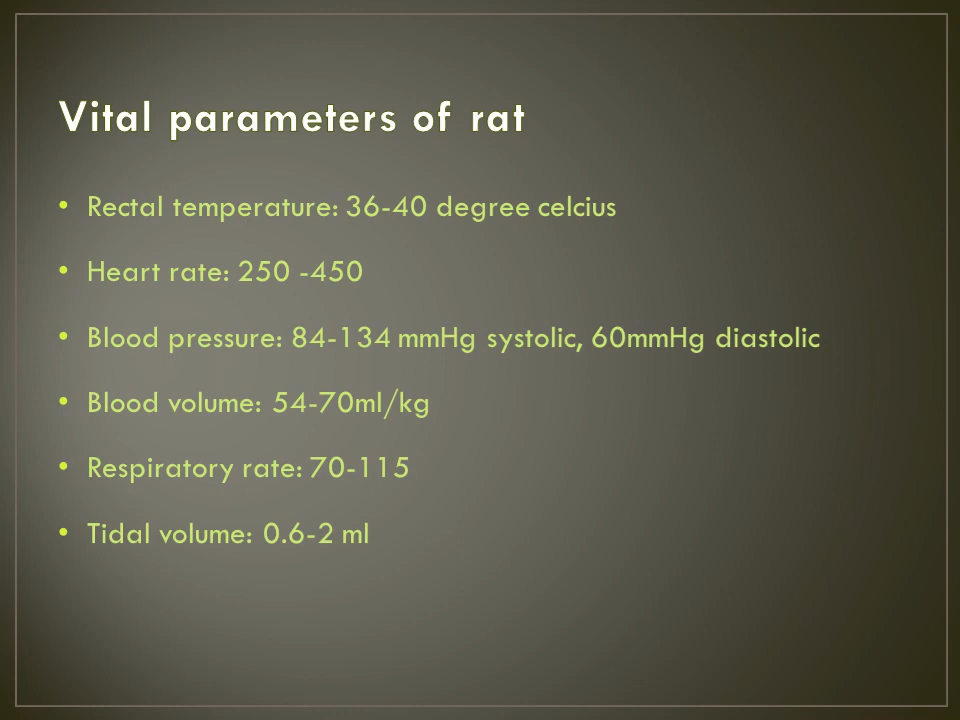 Vital parameters of rat
• Rectal temperature: 36-40 degree celcius
• Heart rate: 250 -450
• Blood pressure: 84-134 mmHg systolic, 60mmHg diastolic
• Blood volume: 54-70ml/kg
• Respiratory rate: 70-115
• Tidal volume: 0.6-2 ml